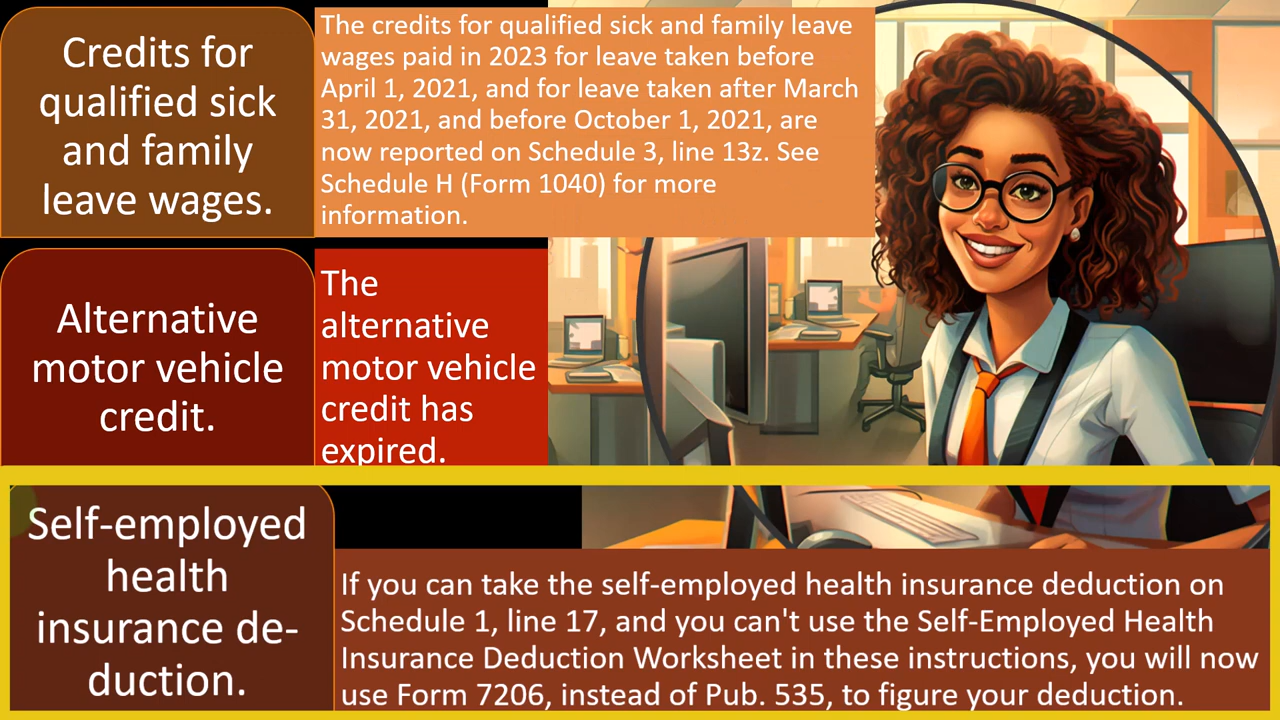 Credits for
qualified sick
and family
leave wages.
The credits for qualified sick and family leave
wages paid in 2023 for leave taken before
April 1, 2021, and for leave taken after March
31, 2021, and before October 1, 2021, are
now reported on Schedule 3, line 13z. See
Schedule H (Form 1040) for more
information.
Alternative
motor vehicle
credit.
The
alternative
motor vehicle
credit has
expired.
Self-employed
health
insurance de-
duction.
If you can take the self-employed health insurance deduction on
Schedule 1, line 17, and you can't use the Self-Employed Health
Insurance Deduction Worksheet in these instructions, you will now
use Form 7206, instead of Pub. 535, to figure your deduction.